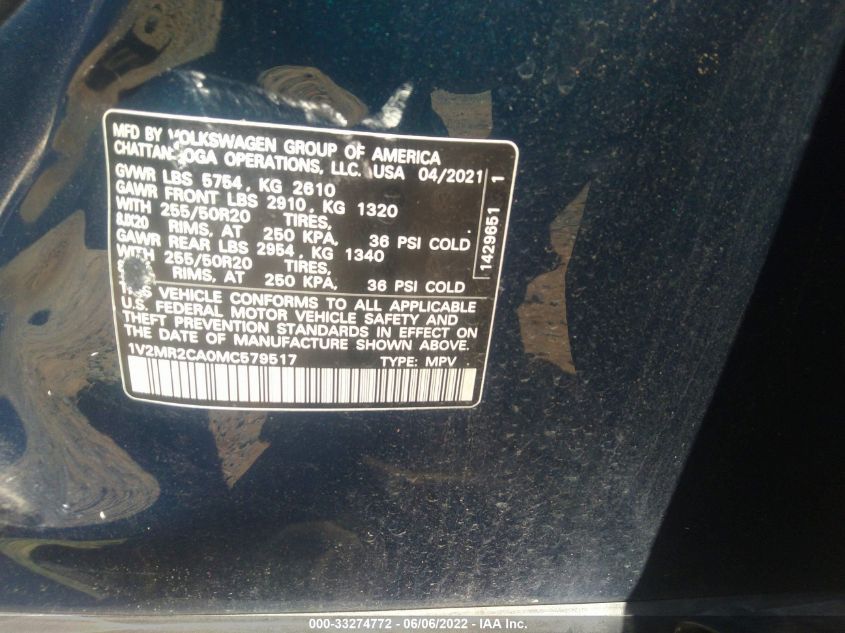 MFD BY VOLKSWAGEN GROUP OF AMERICA
CHATTANOOGA OPERATIONS, LLC. USA 04/2021
GVWR LBS 5754, KG 2610
GAWR FRONT LBS 2910, KG 1320
WITH 255/50R20 TIRES,
8JX20 RIMS, AT 250 KPA, 36 PSI COLD
GAWR REAR LBS 2954, KG 1340
WITH 255/50R20 TIRES,
RIMS, AT 250 KPA, 36 PSI COLD
1429651 1
THIS VEHICLE CONFORMS TO ALL APPLICABLE
U.S. FEDERAL MOTOR VEHICLE SAFETY AND
THEFT PREVENTION STANDARDS IN EFFECT ON
THE DATE OF MANUFACTURE SHOWN ABOVE.
1V2MR2CA0MC579517 TYPE: MPV
000-33274772 - 06/06/2022 - IAA Inc.